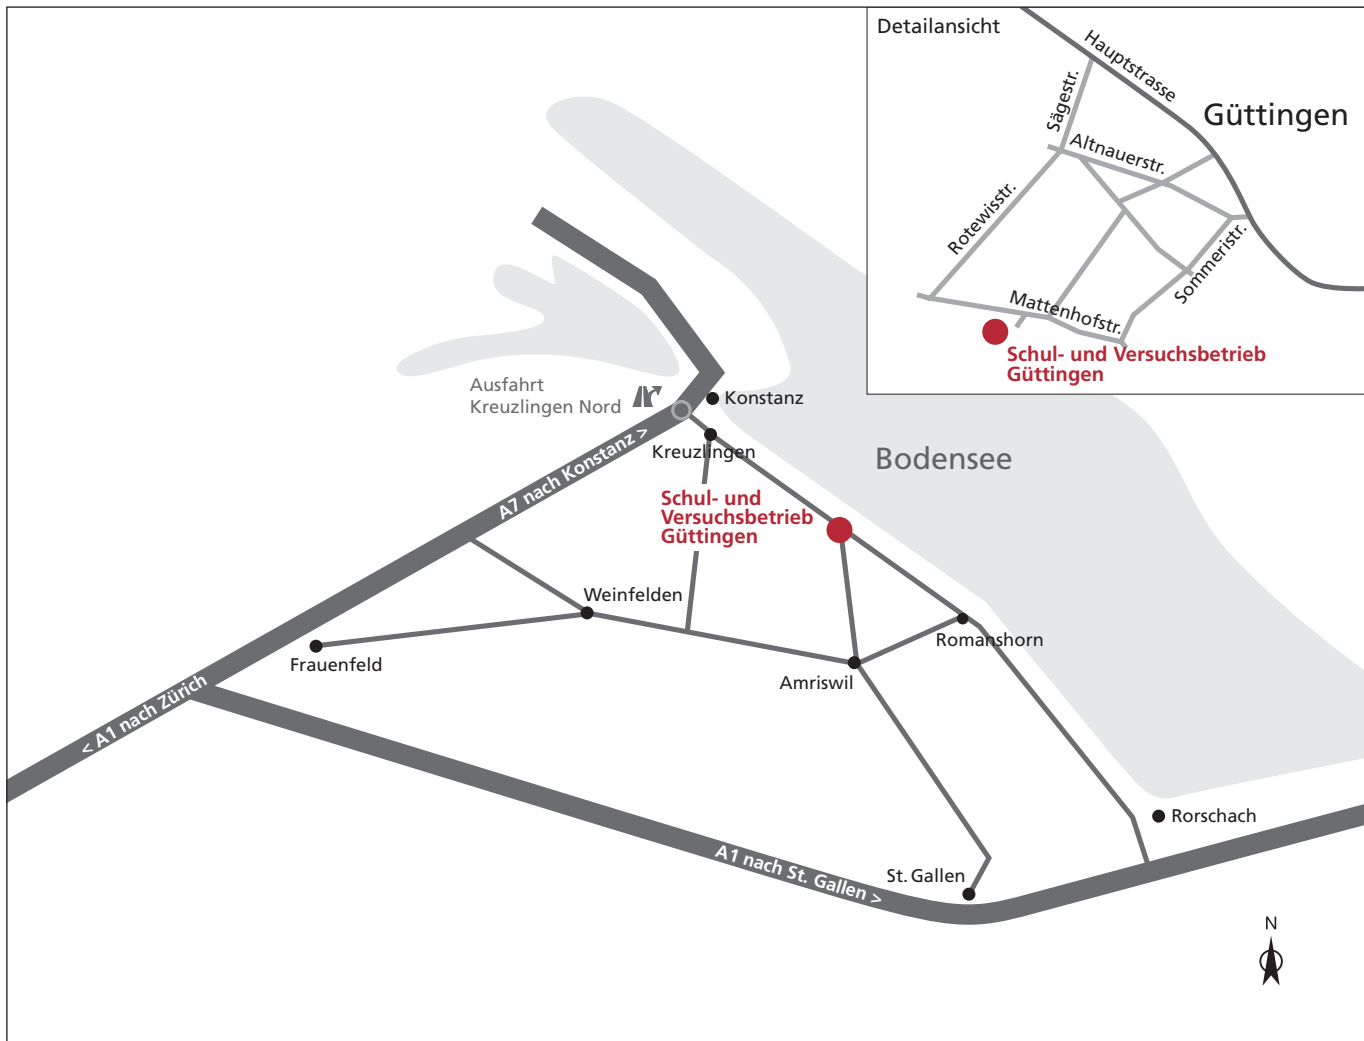 Detailansicht
Hauptstrasse
Sägestr.
Güttingen
Altnauerstr.
Rotewisstr.
Sommeristr.
Mattenhofstr.
Schul- und Versuchsbetrieb
Güttingen
Ausfahrt
Kreuzlingen Nord
Konstanz
Kreuzlingen
A7 nach Konstanz >
Bodensee
Schul- und
Versuchsbetrieb
Güttingen
Weinfelden
Romanshorn
Frauenfeld
Amriswil
< A1 nach Zürich
Rorschach
A1 nach St. Gallen >
St. Gallen
N